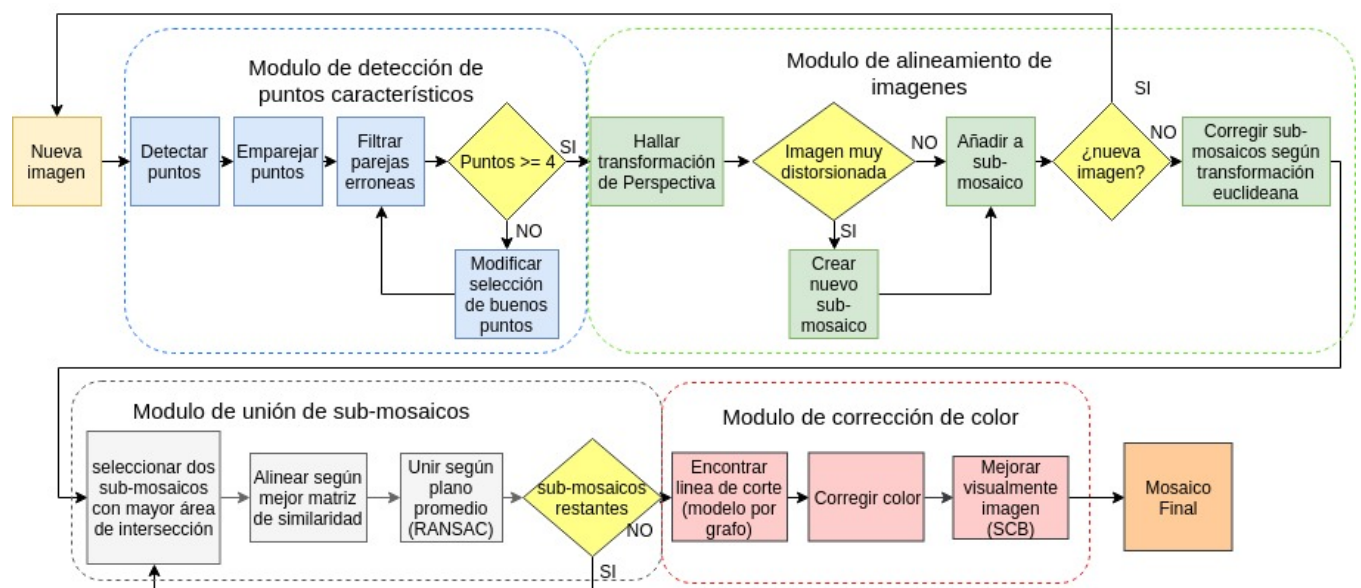 Modulo de detección de
puntos característicos
Modulo de alineamiento de
imagenes
SI
Nueva
imagen
Detectar
puntos
Emparejar
puntos
Filtrar
parejas
erroneas
Puntos >= 4
SI
NO
Modificar
selección
de buenos
puntos
Hallar
transformación
de Perspectiva
Imagen muy
distorsionada
NO
SI
Crear
nuevo
sub-
mosaico
Añadir a
sub-
mosaico
¿nueva
imagen?
NO
Corregir sub-
mosaicos según
transformación
euclideana
Modulo de unión de sub-mosaicos
Modulo de corrección de color
seleccionar dos
sub-mosaicos
con mayor área
de intersección
Alinear según
mejor matriz
de similaridad
Unir según
plano
promedio
(RANSAC)
sub-mosaicos
restantes
NO
SI
Encontrar
linea de corte
(modelo por
grafo)
Corregir color
Mejorar
visualmente
imagen
(SCB)
Mosaico
Final